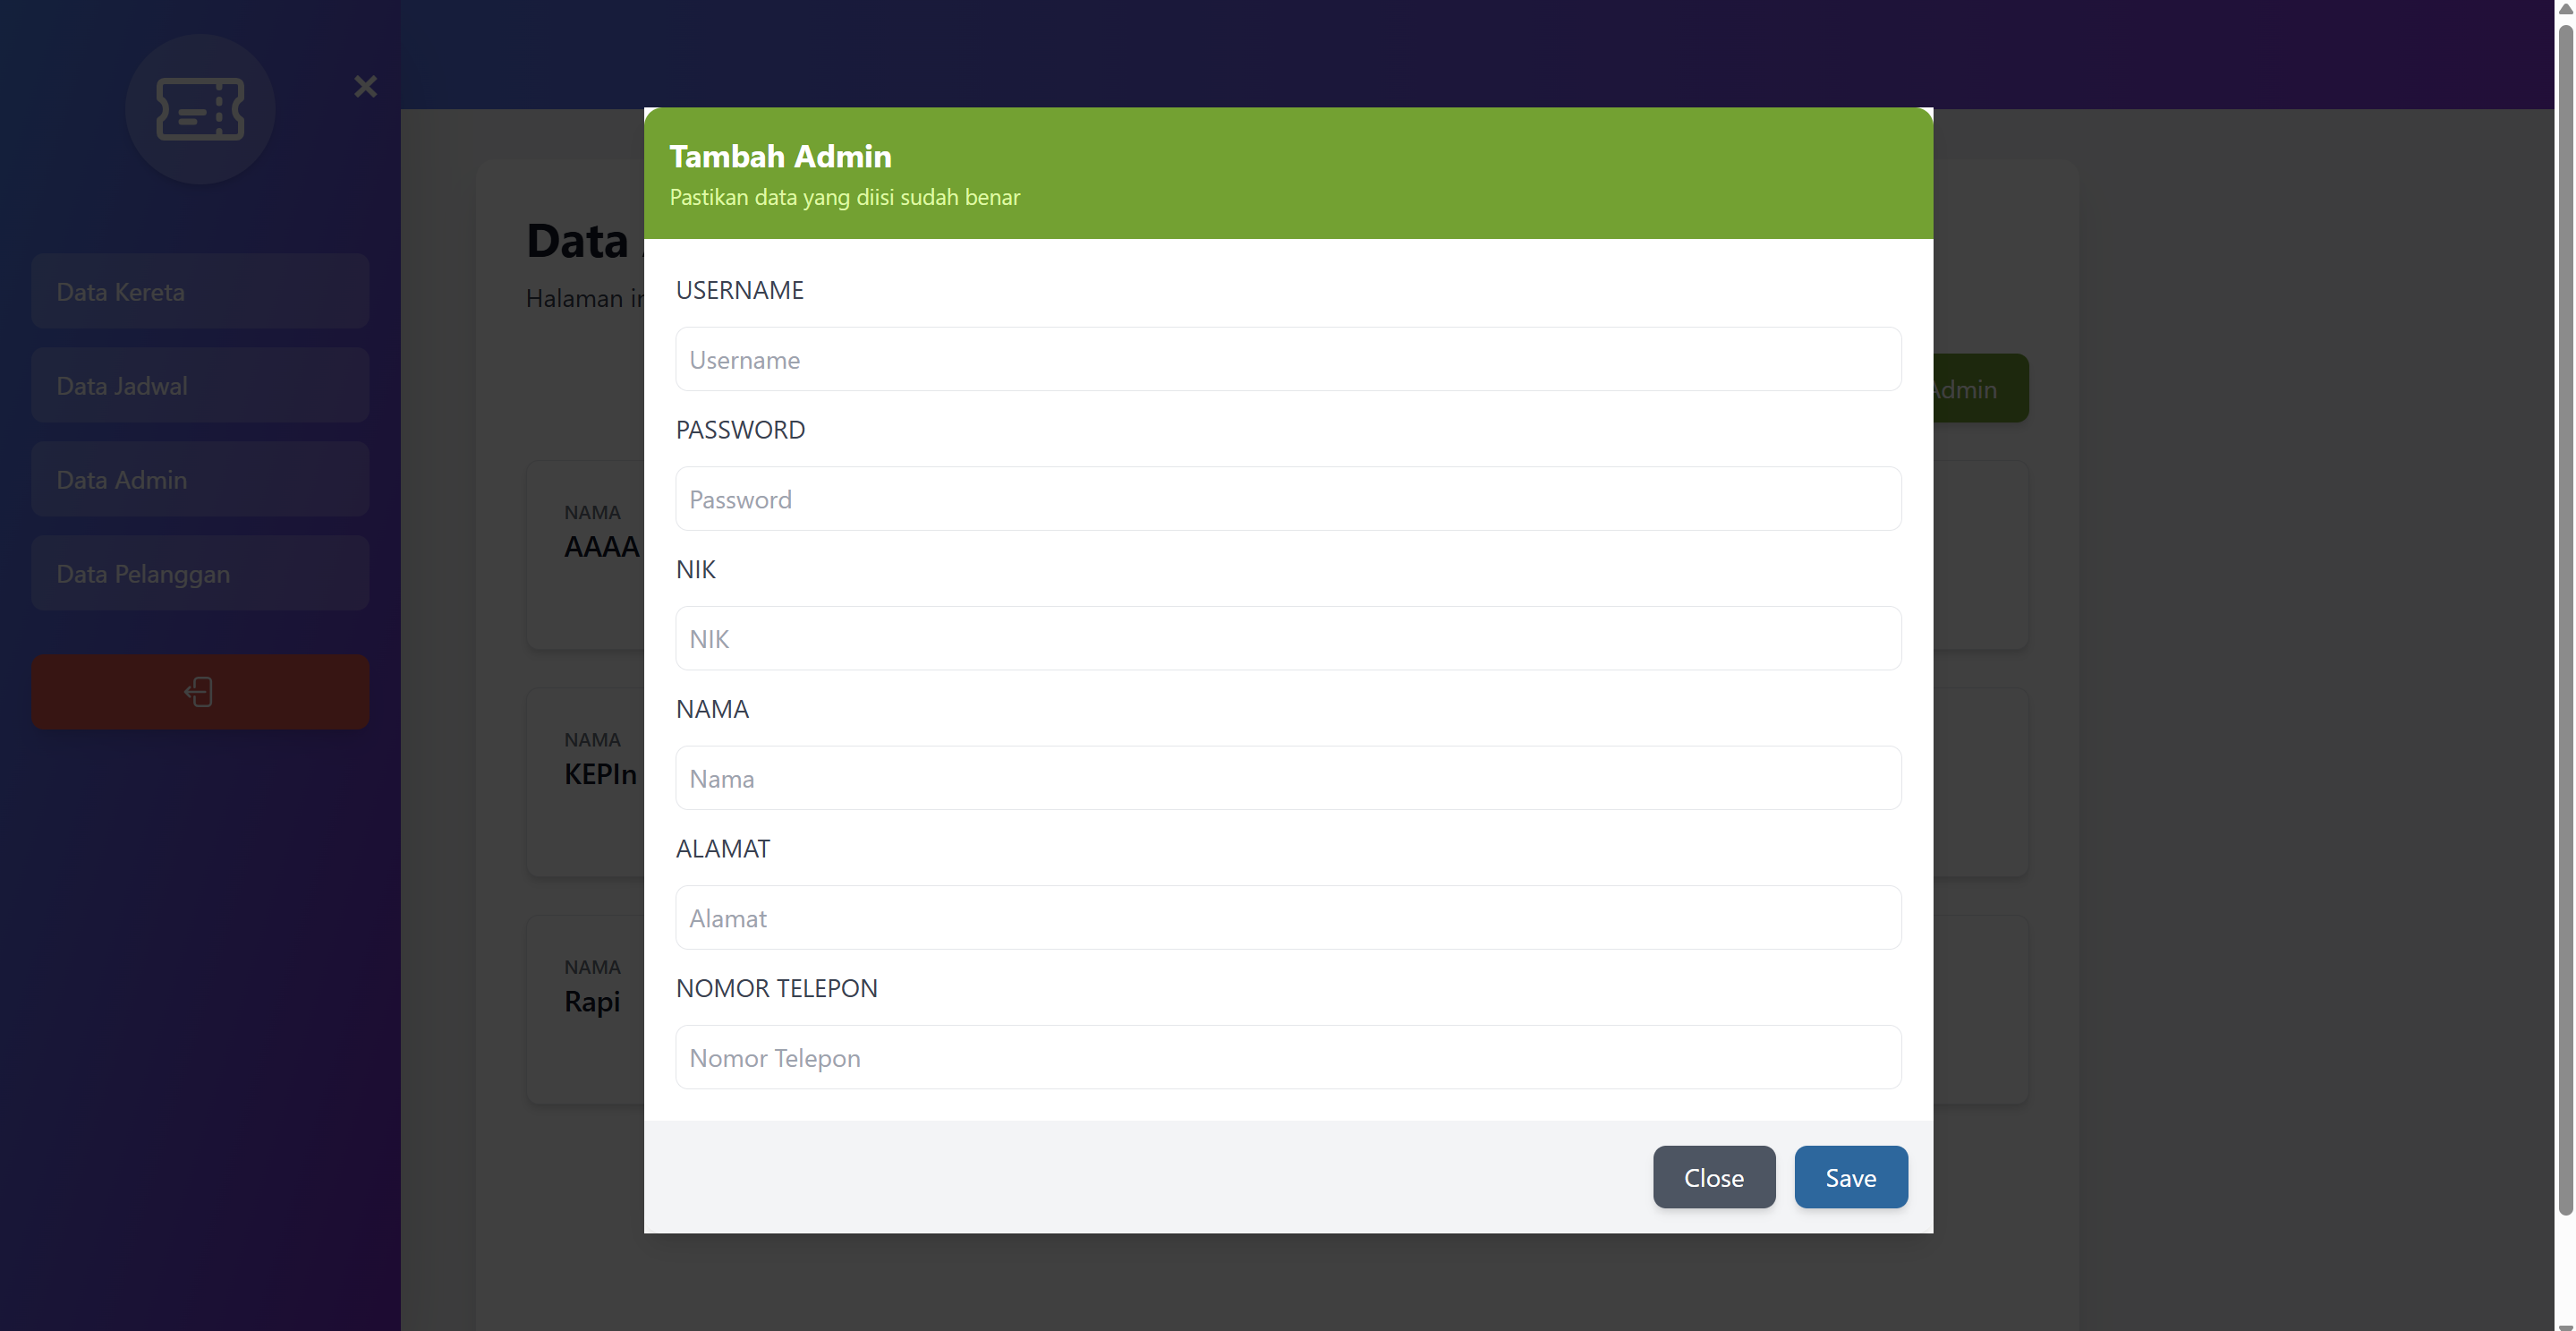 Data Kereta
Data Jadwal
Data Admin
Data Pelanggan
Data
Halaman
Admin
NAMA
AAAA
NAMA
KEPIn
NAMA
Rapi
Tambah Admin
Pastikan data yang diisi sudah benar
USERNAME
Username
PASSWORD
Password
NIK
NIK
NAMA
Nama
ALAMAT
Alamat
NOMOR TELEPON
Nomor Telepon
Close
Save